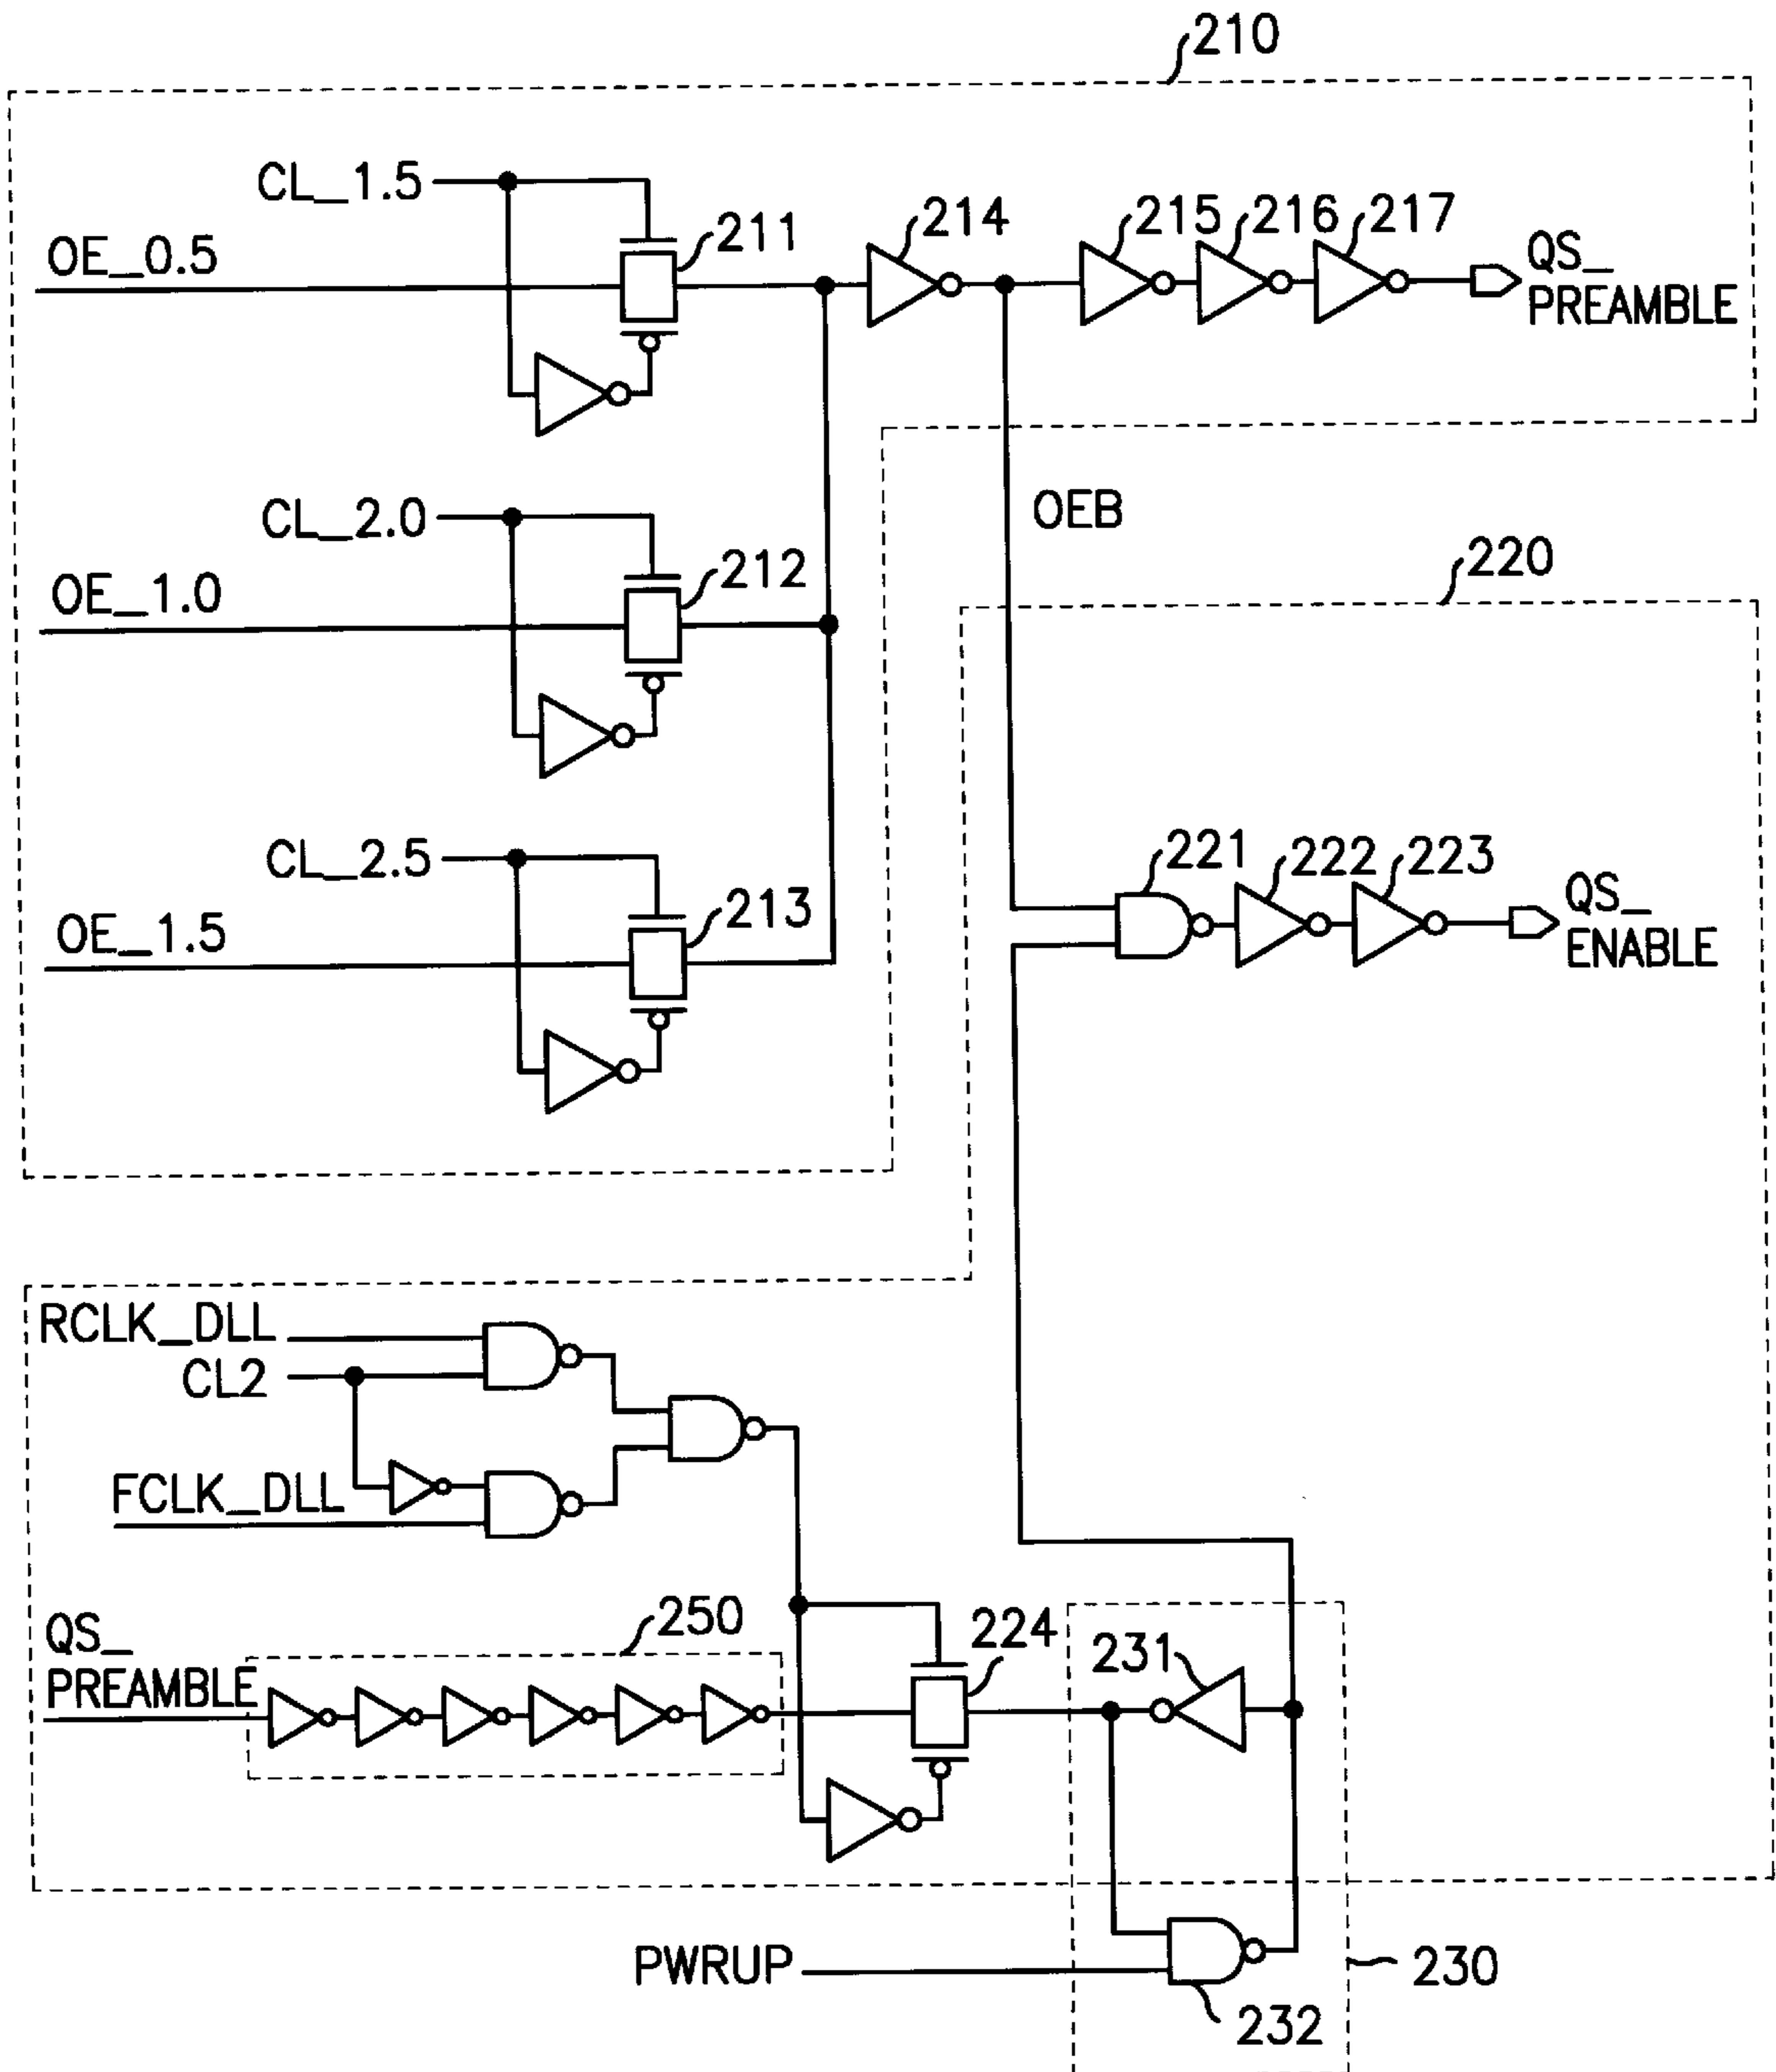 210
CL_1.5
OE_0.5
211
214
215
216
217
QS_
PREAMBLE
CL_2.0
OE_1.0
212
OEB
220
CL_2.5
OE_1.5
213
221
222
223
QS_
ENABLE
RCLK_DLL
CL2
FCLK_DLL
QS_
PREAMBLE
250
224
231
PWRUP
230
232